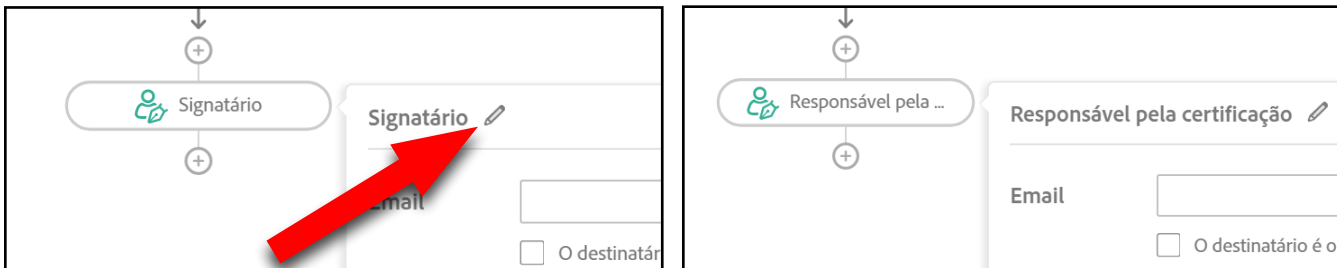 Signatário
Signatário
Email
O destinatár
Responsável pela ...
Responsável pela certificação
Email
O destinatário é o